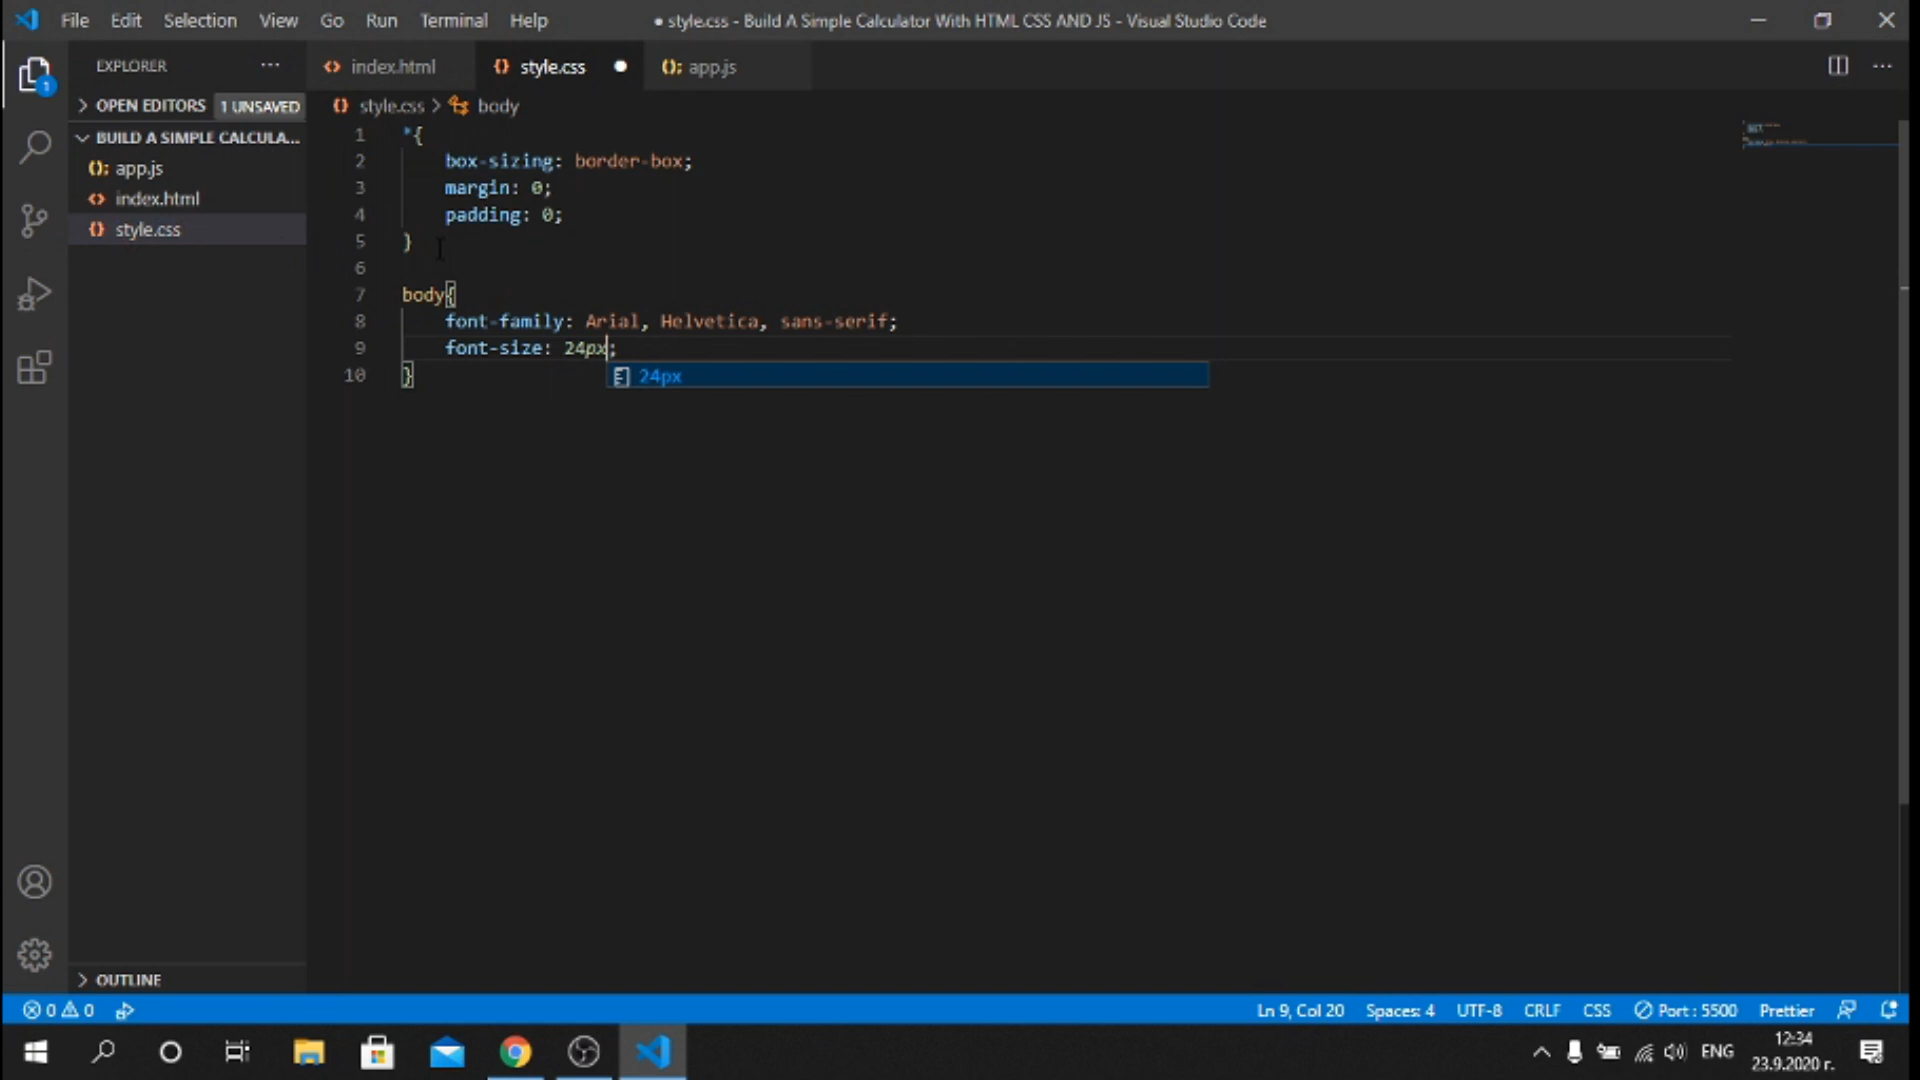 File Edit Selection View Go Run Terminal Help
● style.css - Build A Simple Calculator With HTML CSS AND JS - Visual Studio Code
EXPLORER ...
index.html
style.css ●
app.js
OPEN EDITORS 1 UNSAVED
BUILD A SIMPLE CALCULA...
app.js
index.html
style.css
OUTLINE
style.css > body
1 *{
2 box-sizing: border-box;
3 margin: 0;
4 padding: 0;
5 }
6
7 body{
8 font-family: Arial, Helvetica, sans-serif;
9 font-size: 24px;
10 }
24px
1
0 0
Ln 9, Col 20 Spaces: 4 UTF-8 CRLF CSS Port : 5500 Prettier
ENG
12:34
23.9.2020 г.